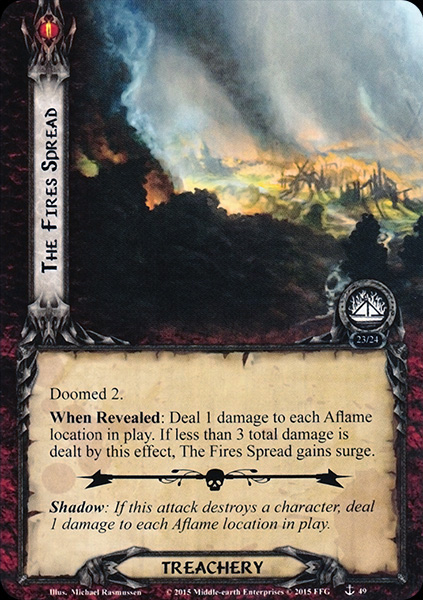 THE FIRES SPREAD
23/24
Doomed 2.
When Revealed: Deal 1 damage to each Aflame
location in play. If less than 3 total damage is
dealt by this effect, The Fires Spread gains surge.
Shadow: If this attack destroys a character, deal
1 damage to each Aflame location in play.
TREACHERY
Illus. Michael Rasmussen
© 2015 Middle-earth Enterprises © 2015 FFG
49